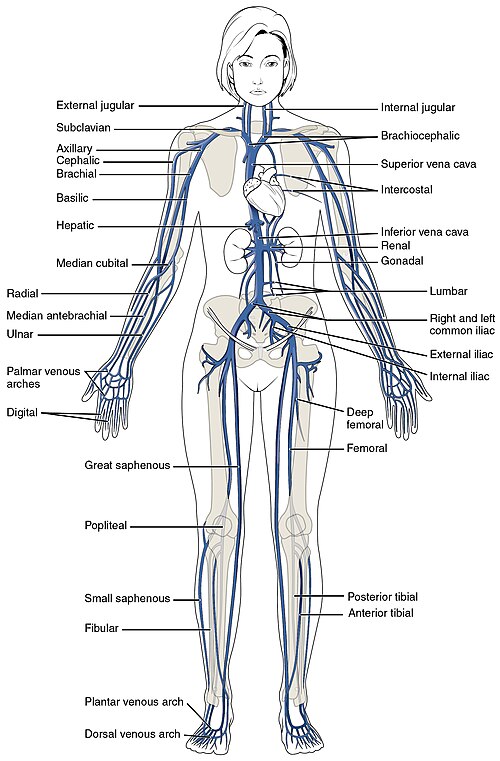 External jugular
Subclavian
Axillary
Cephalic
Brachial
Basilic
Hepatic
Median cubital
Radial
Median antebrachial
Ulnar
Palmar venous
arches
Digital
Great saphenous
Popliteal
Small saphenous
Fibular
Plantar venous arch
Dorsal venous arch
Internal jugular
Brachiocephalic
Superior vena cava
Intercostal
Inferior vena cava
Renal
Gonadal
Lumbar
Right and left
common iliac
External iliac
Internal iliac
Deep
femoral
Femoral
Posterior tibial
Anterior tibial